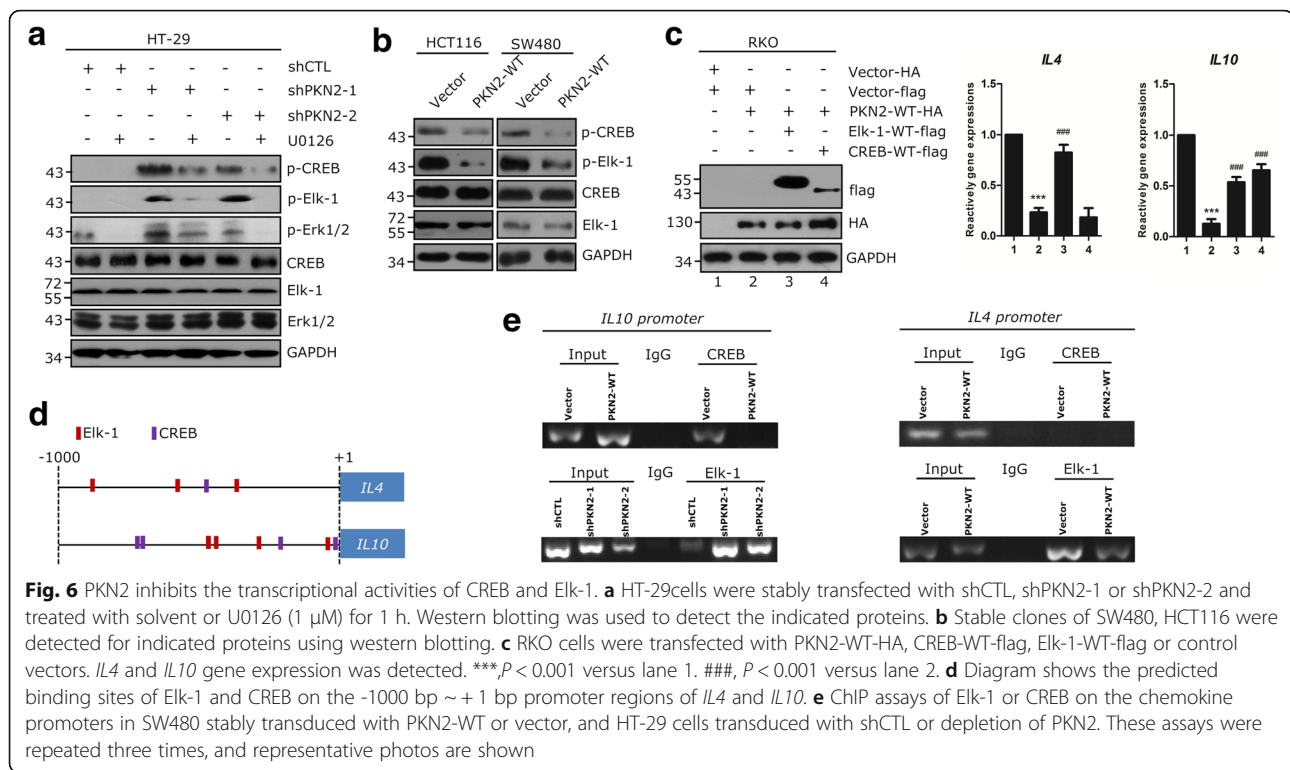 a
HT-29
+ + - - - - shCTL
- - + + - - shPKN2-1
- - - - + + shPKN2-2
- + - + - + U0126
43 p-CREB
43 p-Elk-1
43 p-Erk1/2
43 CREB
72
55 Elk-1
43 Erk1/2
34 GAPDH
b
HCT116 SW480
Vector PKN2-WT Vector PKN2-WT
43 p-CREB
43 p-Elk-1
43 CREB
72
55 Elk-1
34 GAPDH
c
RKO
+ - - - Vector-HA
+ + - - Vector-flag
- + + + PKN2-WT-HA
- - + - Elk-1-WT-flag
- - - + CREB-WT-flag
55
43 flag
130 HA
34 GAPDH
1 2 3 4
IL4
Reactively gene expressions
1.5
1.0
0.5
0.0
***
###
1 2 3 4
IL10
Reactively gene expressions
1.5
1.0
0.5
0.0
***
###
###
1 2 3 4
d
Elk-1 CREB
-1000 +1
IL4
IL10
e
IL10 promoter
Input IgG CREB
Vector PKN2-WT Vector PKN2-WT
Input IgG Elk-1
shCTL shPKN2-1 shPKN2-2 shCTL shPKN2-1 shPKN2-2
IL4 promoter
Input IgG CREB
Vector PKN2-WT Vector PKN2-WT
Input IgG Elk-1
Vector PKN2-WT Vector PKN2-WT
Fig. 6 PKN2 inhibits the transcriptional activities of CREB and Elk-1. a HT-29cells were stably transfected with shCTL, shPKN2-1 or shPKN2-2 and
treated with solvent or U0126 (1 μM) for 1 h. Western blotting was used to detect the indicated proteins. b Stable clones of SW480, HCT116 were
detected for indicated proteins using western blotting. c RKO cells were transfected with PKN2-WT-HA, CREB-WT-flag, Elk-1-WT-flag or control
vectors. IL4 and IL10 gene expression was detected. ***,P < 0.001 versus lane 1. ###, P < 0.001 versus lane 2. d Diagram shows the predicted
binding sites of Elk-1 and CREB on the -1000 bp ~ + 1 bp promoter regions of IL4 and IL10. e ChIP assays of Elk-1 or CREB on the chemokine
promoters in SW480 stably transduced with PKN2-WT or vector, and HT-29 cells transduced with shCTL or depletion of PKN2. These assays were
repeated three times, and representative photos are shown